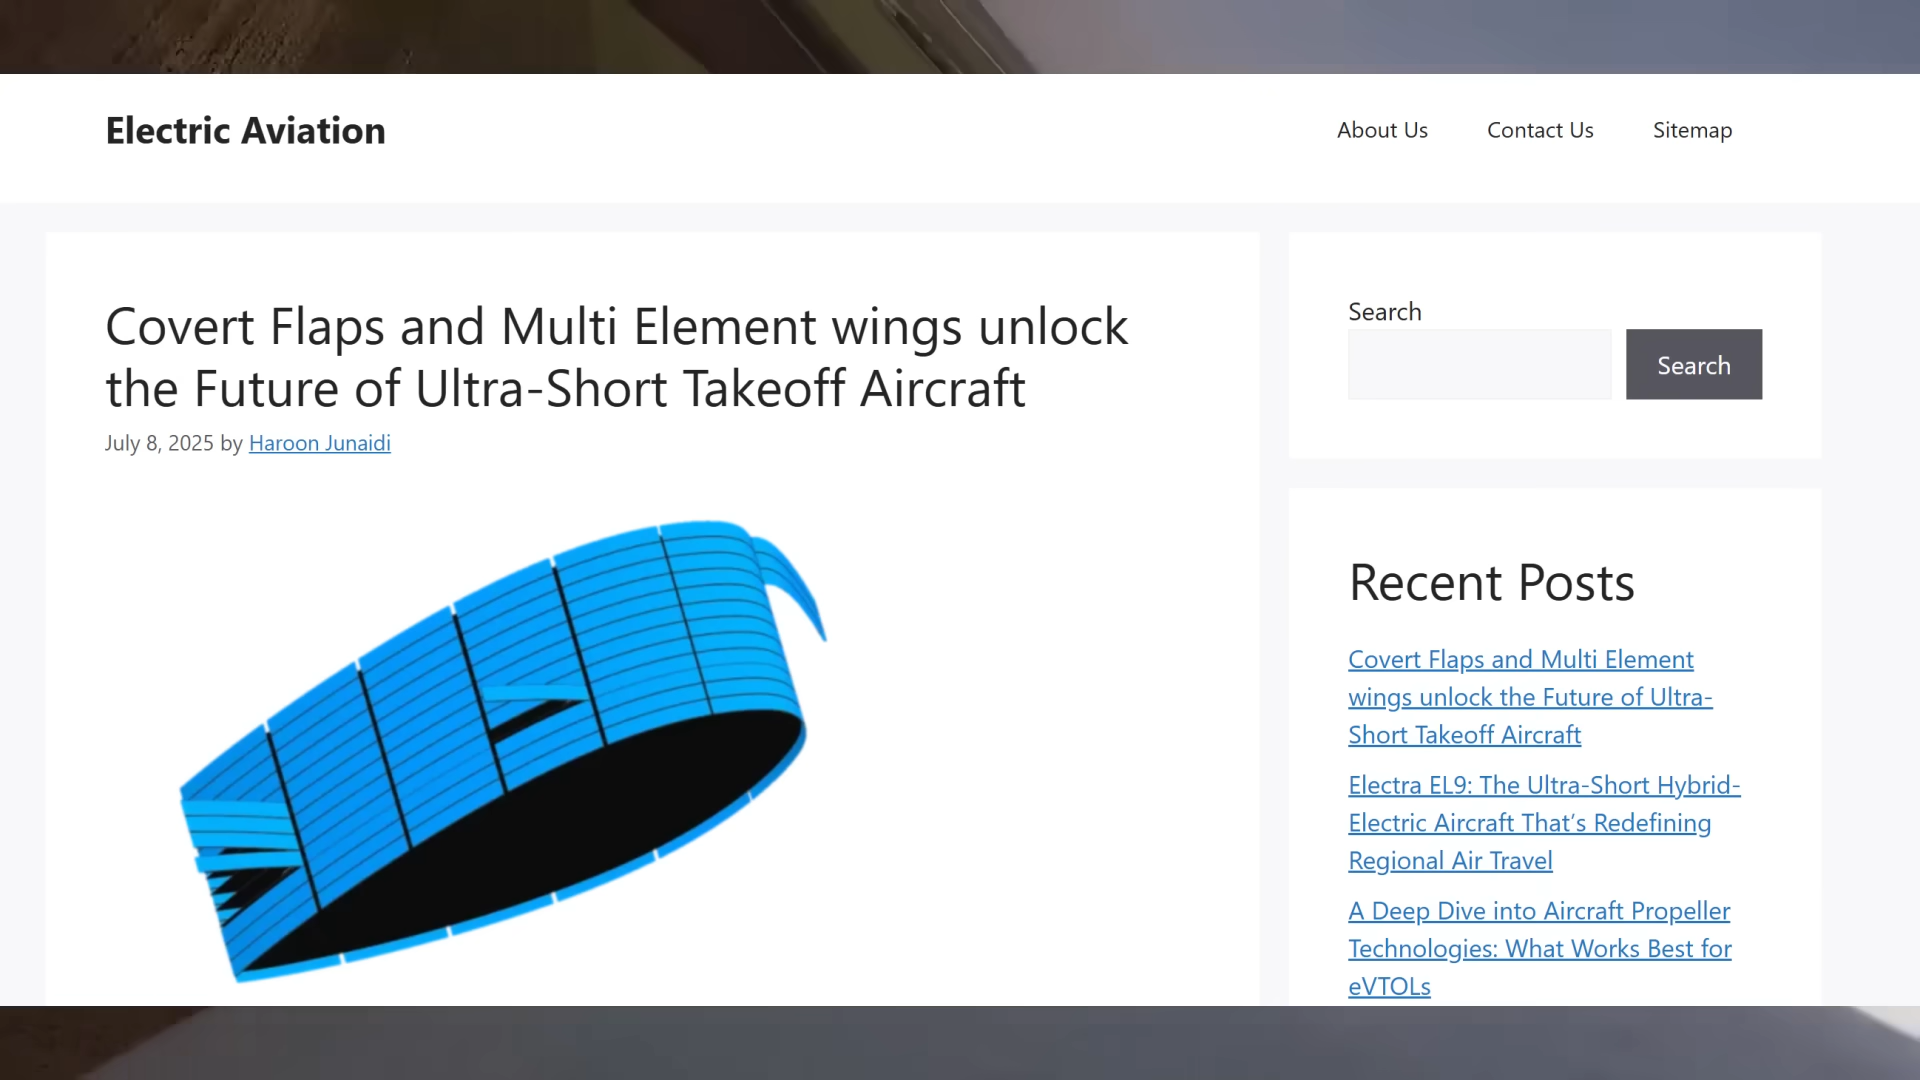 Electric Aviation
About Us
Contact Us
Sitemap
Covert Flaps and Multi Element wings unlock
the Future of Ultra-Short Takeoff Aircraft
July 8, 2025 by Haroon Junaidi
Search
Search
Recent Posts
Covert Flaps and Multi Element
wings unlock the Future of Ultra-
Short Takeoff Aircraft
Electra EL9: The Ultra-Short Hybrid-
Electric Aircraft That’s Redefining
Regional Air Travel
A Deep Dive into Aircraft Propeller
Technologies: What Works Best for
eVTOLs